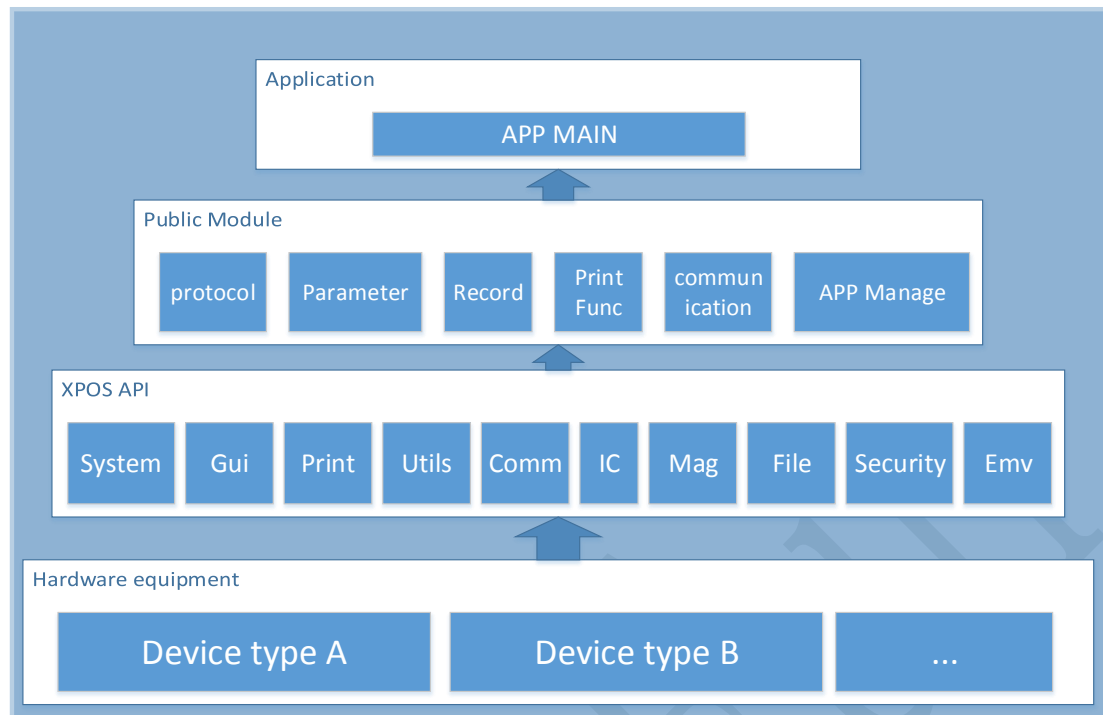 Application
APP MAIN
Public Module
protocol
Parameter
Record
Print
Func
commun
ication
APP Manage
XPOS API
System
Gui
Print
Utils
Comm
IC
Mag
File
Security
Emv
Hardware equipment
Device type A
Device type B
...